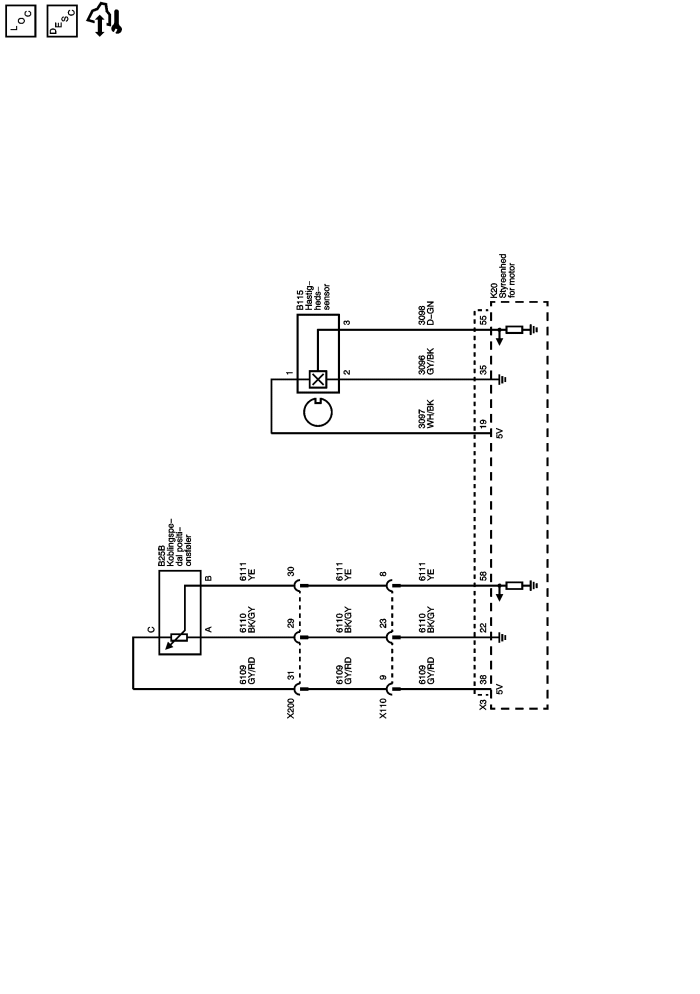 LOC
DESC
K20
Styreenhed
for motor
B115
Hastig-
heds-
sensor
3
3098
D-GN
55
1
2
3096
GY/BK
35
3097
WH/BK
19
5V
B25B
Koblingspe-
dal positi-
onsføler
B
6111
YE
30
6111
YE
8
6111
YE
58
C
A
6110
BK/GY
29
6110
BK/GY
23
6110
BK/GY
22
6109
GY/RD
31
6109
GY/RD
9
6109
GY/RD
38
5V
X200
X110
X3